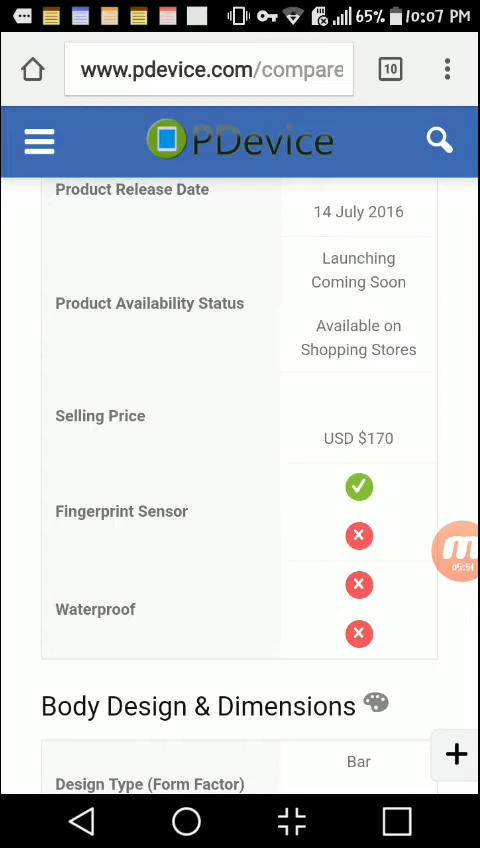 65% 10:07 PM
www.pdevice.com/compare
10
PDevice
Product Release Date
14 July 2016
Product Availability Status
Launching
Coming Soon
Available on
Shopping Stores
Selling Price
USD $170
Fingerprint Sensor
Waterproof
05:54
Body Design & Dimensions
Design Type (Form Factor)
Bar